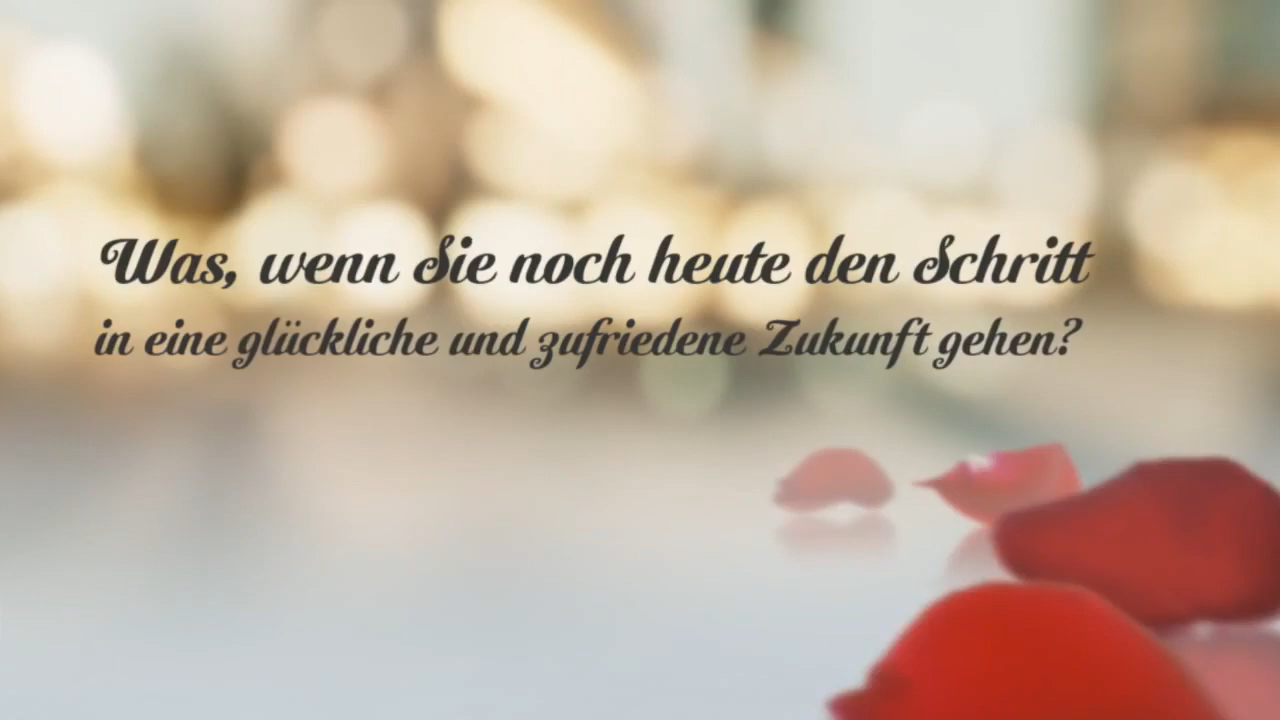 Was, wenn Sie noch heute den Schritt
in eine glückliche und zufriedene Zukunft gehen?